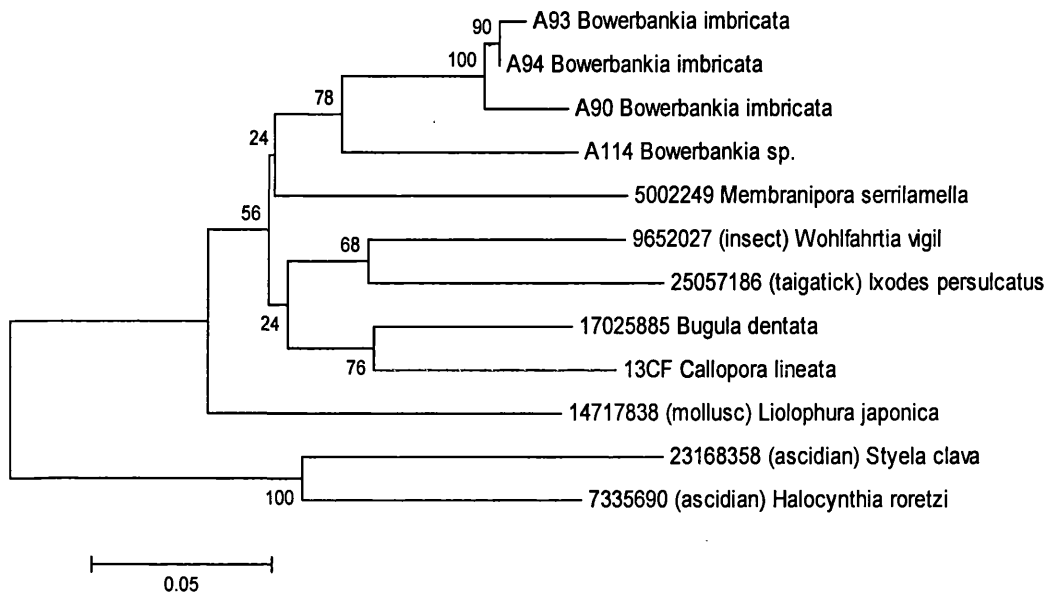 90
A93 Bowerbankia imbricata
100
A94 Bowerbankia imbricata
78
A90 Bowerbankia imbricata
24
A114 Bowerbankia sp.
5002249 Membranipora serrilamella
56
68
9652027 (insect) Wohlfahrtia vigil
25057186 (taigatick) Ixodes persulcatus
24
17025885 Bugula dentata
76
13CF Callopora lineata
14717838 (mollusc) Liolophura japonica
23168358 (ascidian) Styela clava
100
7335690 (ascidian) Halocynthia roretzi
0.05